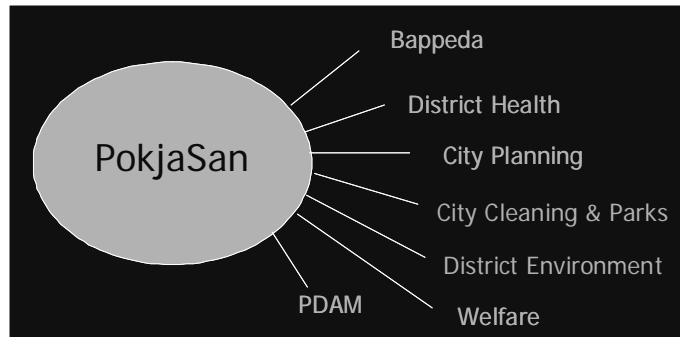 Bappeda
District Health
PokjaSan
City Planning
City Cleaning & Parks
District Environment
PDAM
Welfare